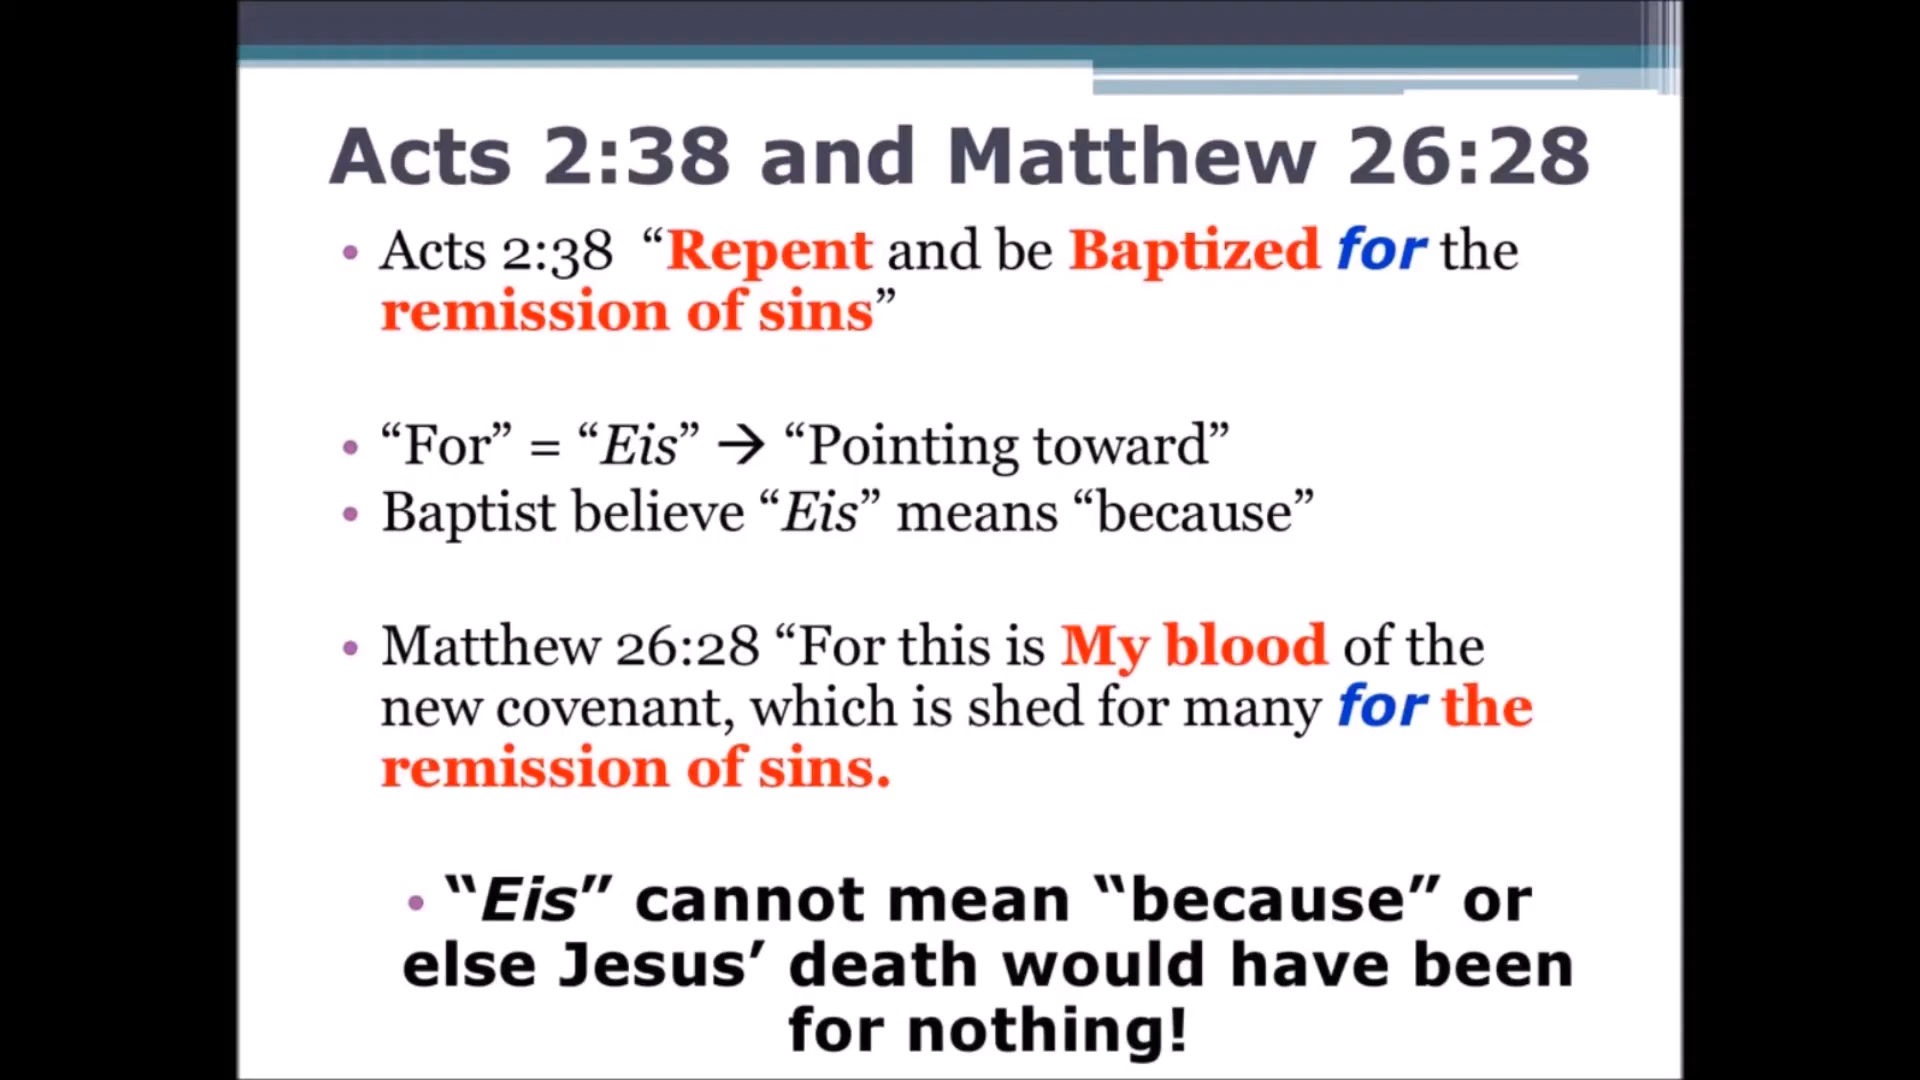 Acts 2:38 and Matthew 26:28
• Acts 2:38 “Repent and be Baptized for the
remission of sins”
• “For” = “Eis” → “Pointing toward”
• Baptist believe “Eis” means “because”
• Matthew 26:28 “For this is My blood of the
new covenant, which is shed for many for the
remission of sins.
• “Eis” cannot mean “because” or
else Jesus’ death would have been
for nothing!